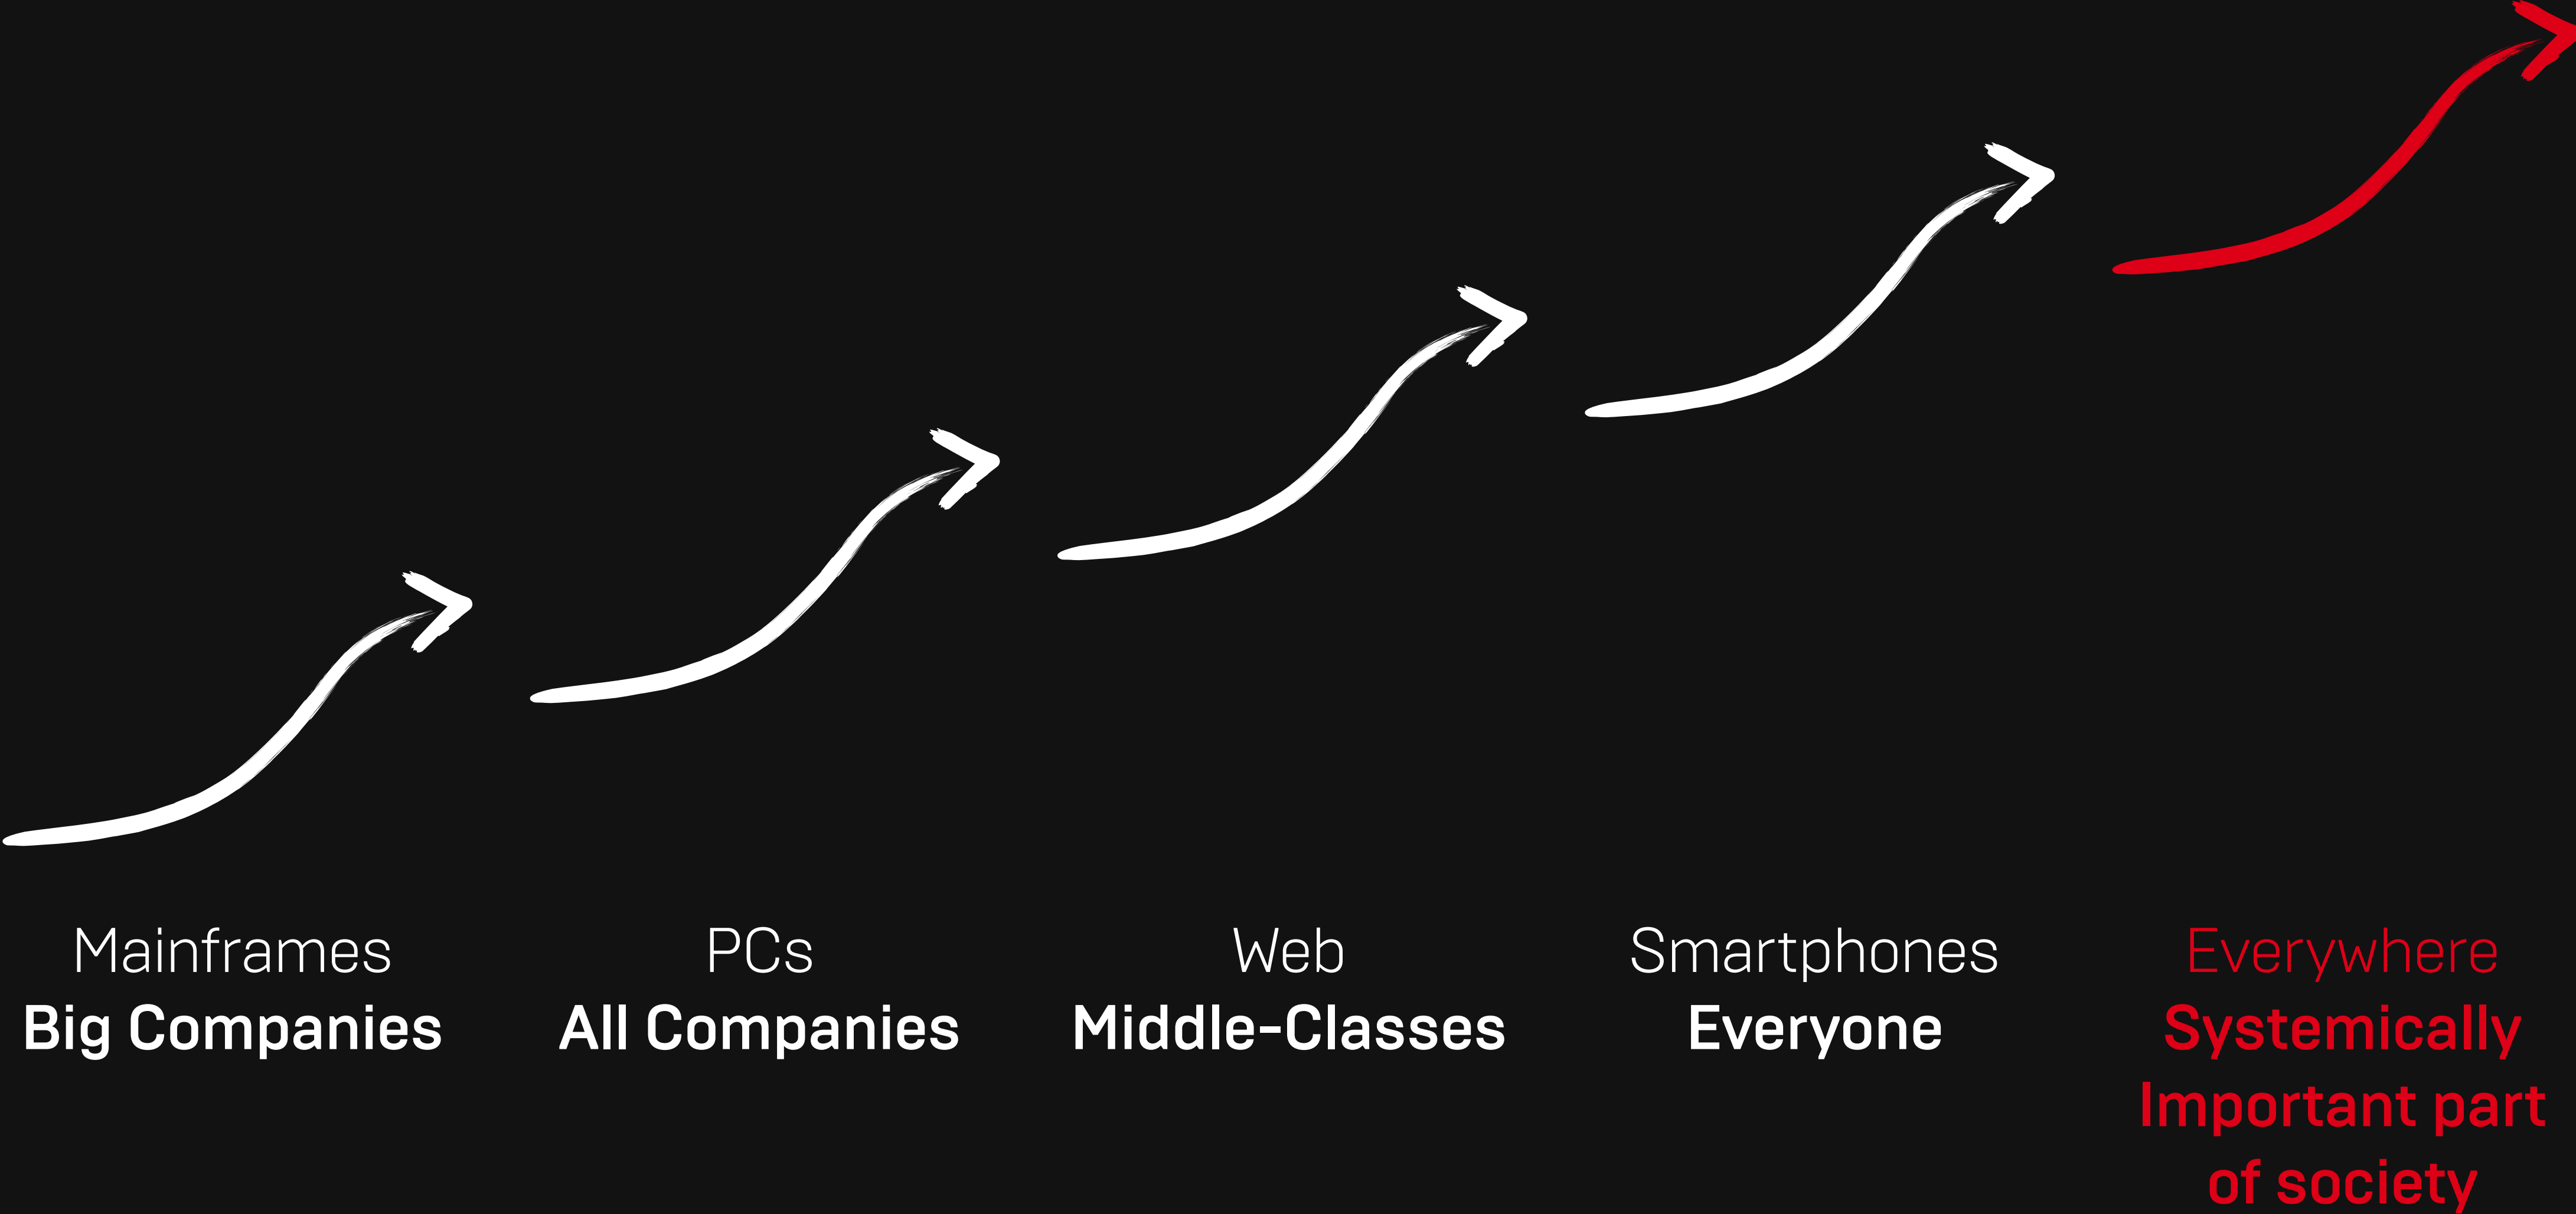 Mainframes
Big Companies
PCs
All Companies
Web
Middle-Classes
Smartphones
Everyone
Everywhere
Systemically
Important part
of society